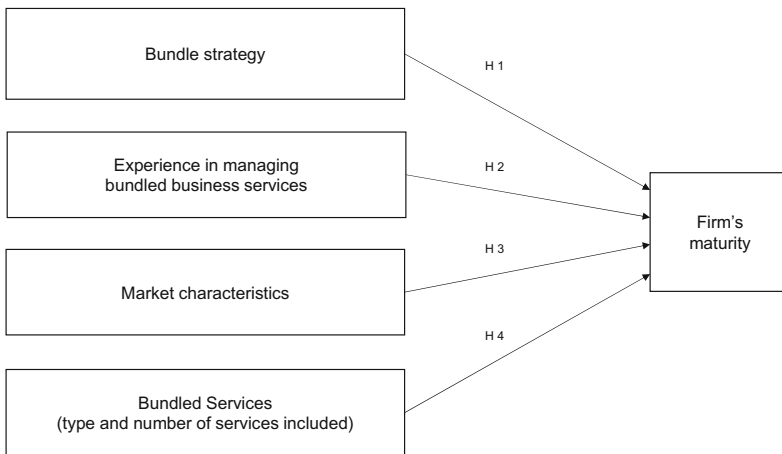 Bundle strategy
H 1
Experience in managing
bundled business services
H 2
Firm's
maturity
H 3
Market characteristics
H 4
Bundled Services
(type and number of services included)